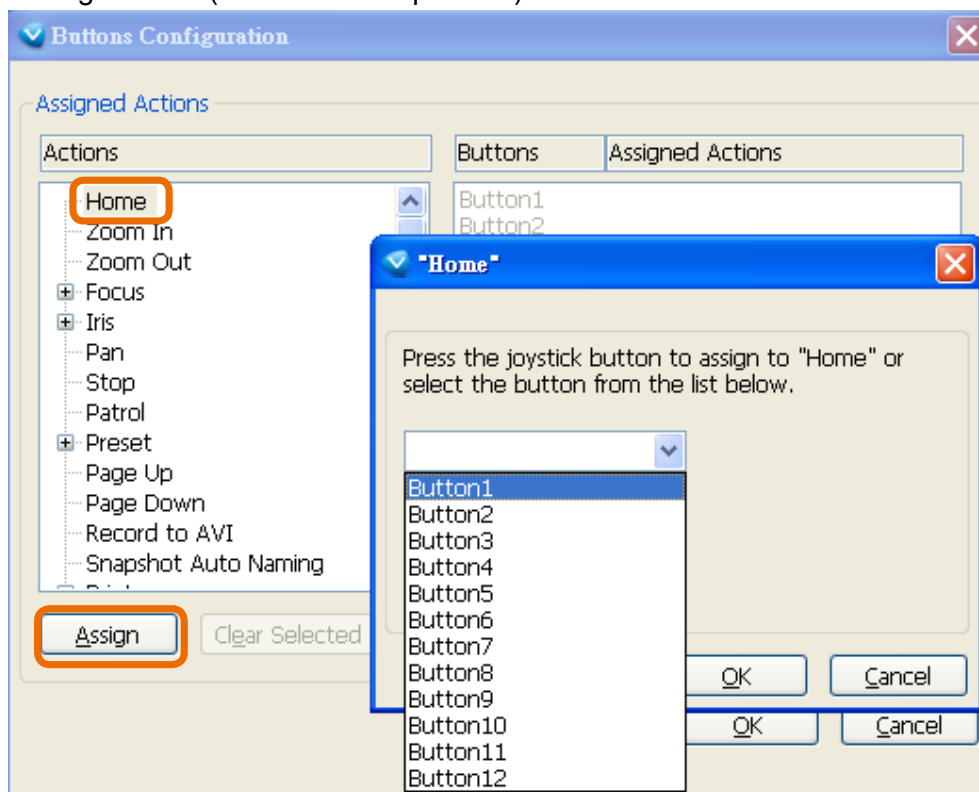 Buttons Configuration
Assigned Actions
Actions
Buttons
Assigned Actions
Home
Zoom In
Zoom Out
Focus
Iris
Pan
Stop
Patrol
Preset
Page Up
Page Down
Record to AVI
Snapshot Auto Naming
Button1
Button2
"Home"
Press the joystick button to assign to "Home" or
select the button from the list below.
Button1
Button2
Button3
Button4
Button5
Button6
Button7
Button8
Button9
Button10
Button11
Button12
OK
Cancel
Assign
Clear Selected
OK
Cancel